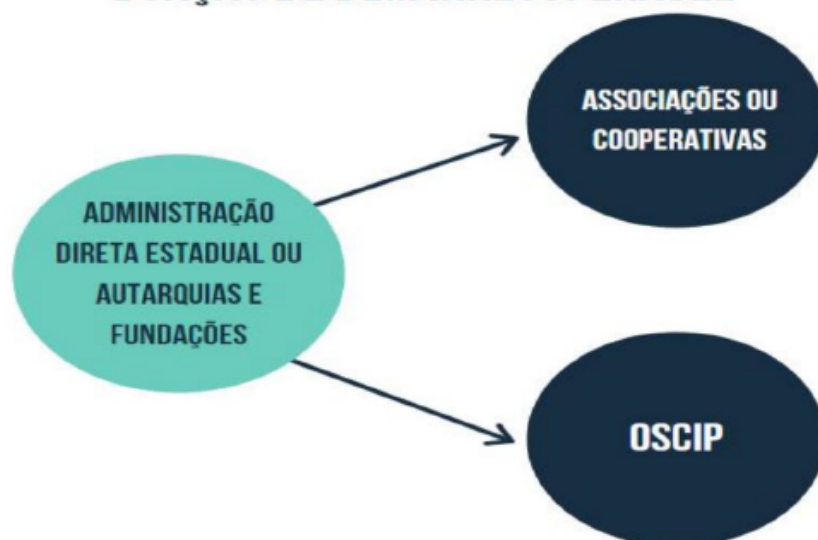 ASSOCIAÇÕES OU
COOPERATIVAS
ADMINISTRAÇÃO
DIRETA ESTADUAL OU
AUTARQUIAS E
FUNDAÇÕES
OSCIP